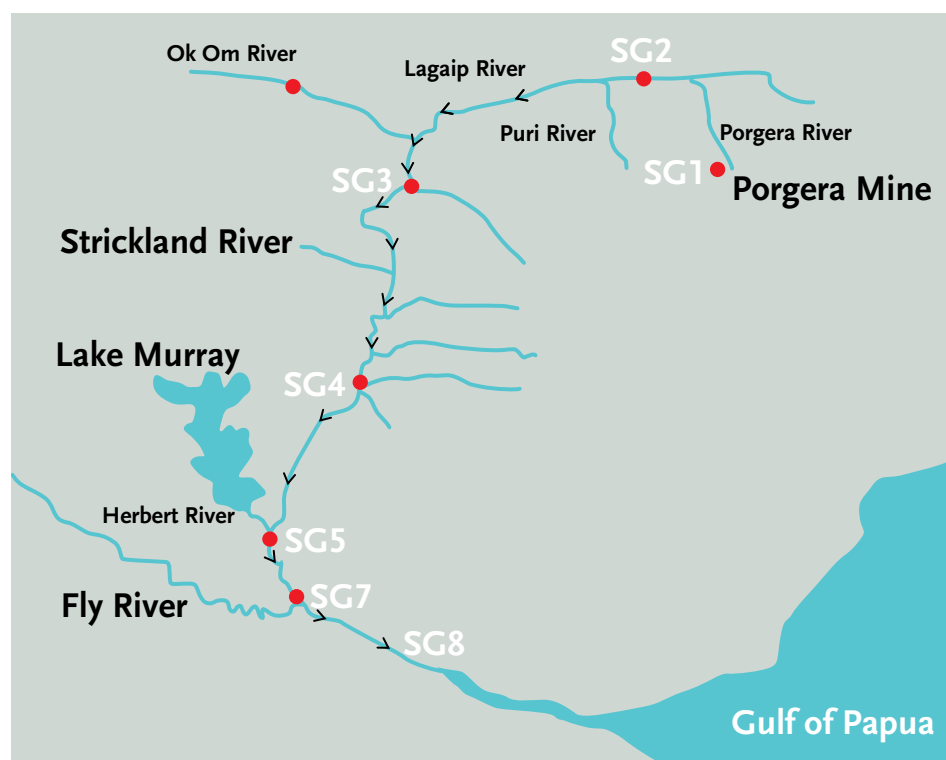 SG2
Ok Om River
Lagaip River
Puri River
Porgera River
SG1
Porgera Mine
SG3
Strickland River
Lake Murray
SG4
Herbert River
SG5
Fly River
SG7
SG8
Gulf of Papua